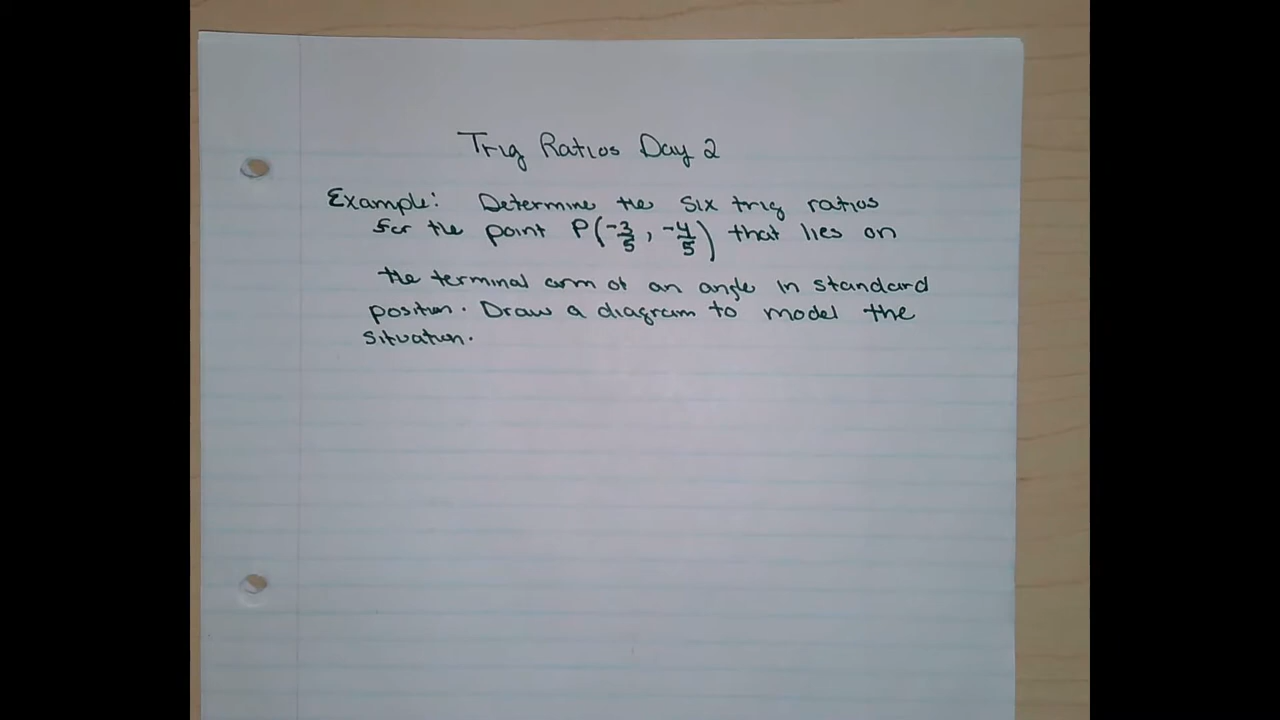 Trig Ratios Day 2
Example: Determine the six trig ratios
for the point P(-3/5, -4/5) that lies on
the terminal arm of an angle in standard
position. Draw a diagram to model the
situation.